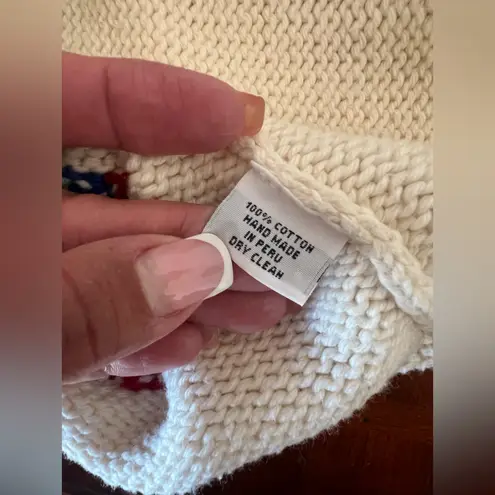 100% COTTON
HAND MADE
IN PERU
DRY CLEAN